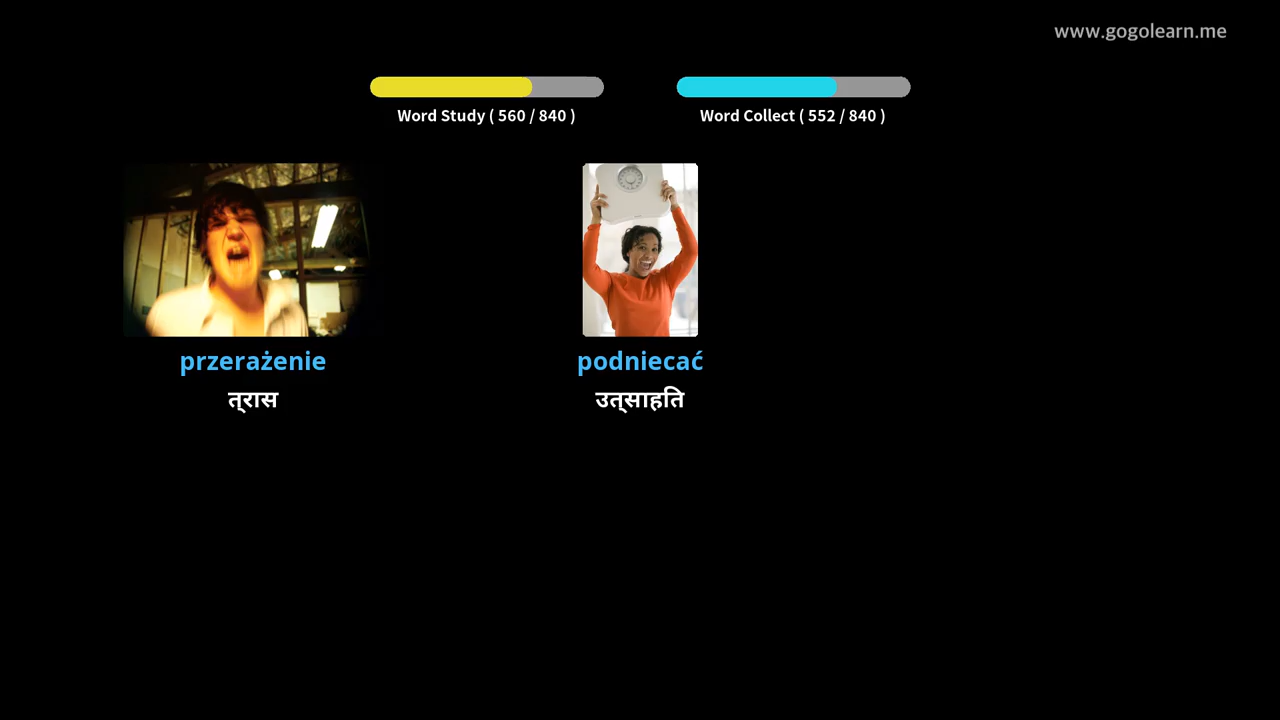 www.gogolearn.me
Word Study ( 560 / 840 )
Word Collect ( 552 / 840 )
przerażenie
त्रास
podniecać
उत्साहति